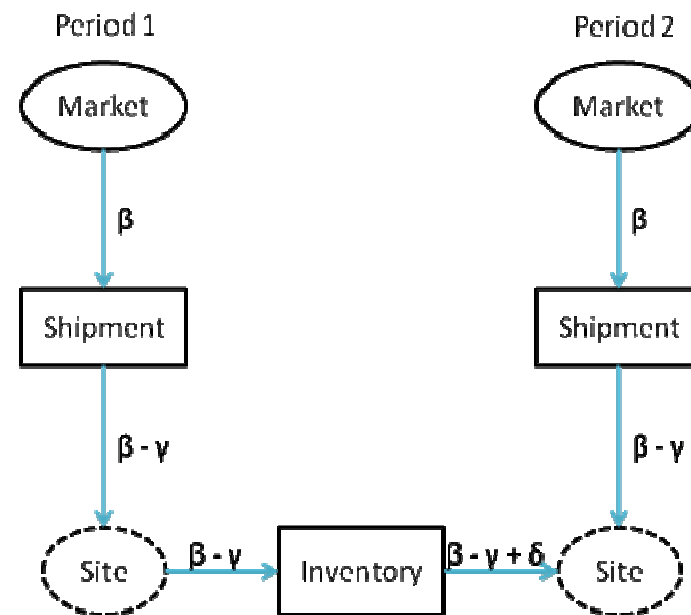 Period 1
Period 2
Market
Market
β
β
Shipment
Shipment
β - γ
β - γ
Site
β - γ
Inventory
β - γ + δ
Site